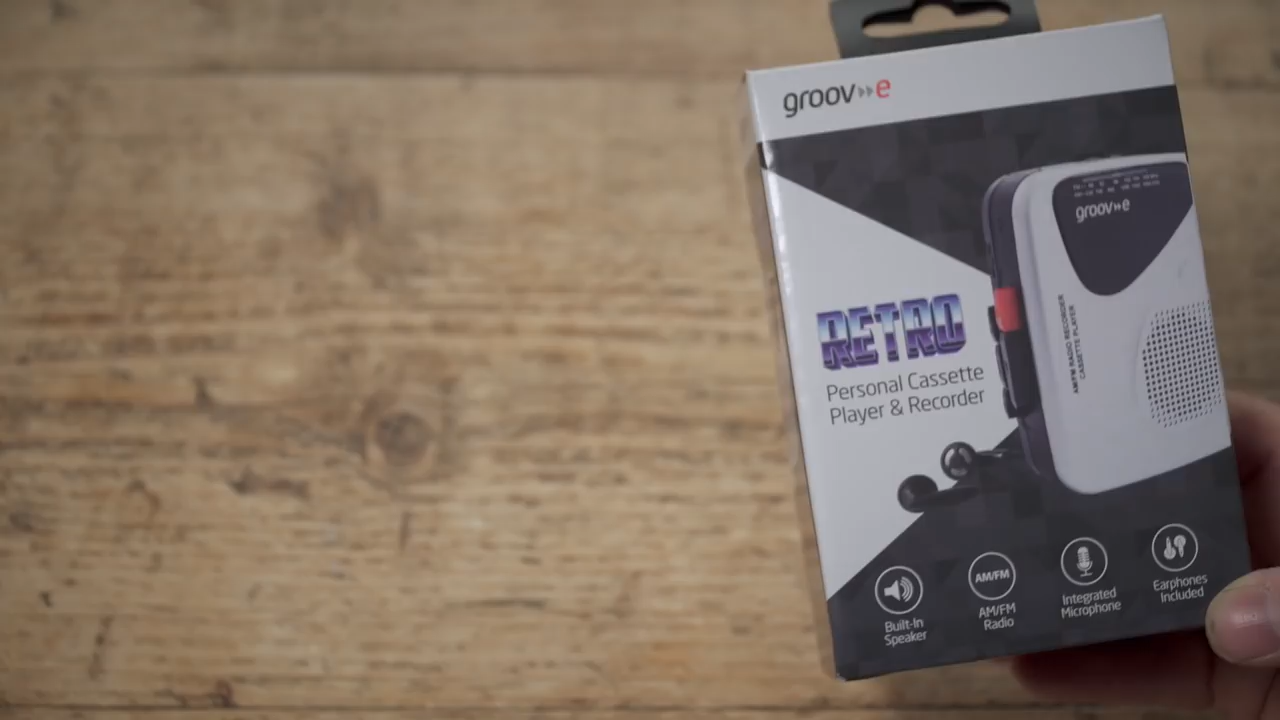 groov e
groov e
RETRO
Personal Cassette
Player & Recorder
AM/FM RADIO RECORDER
CASSETTE PLAYER
AM/FM
Built-In
Speaker
AM/FM
Radio
Integrated
Microphone
Earphones
Included